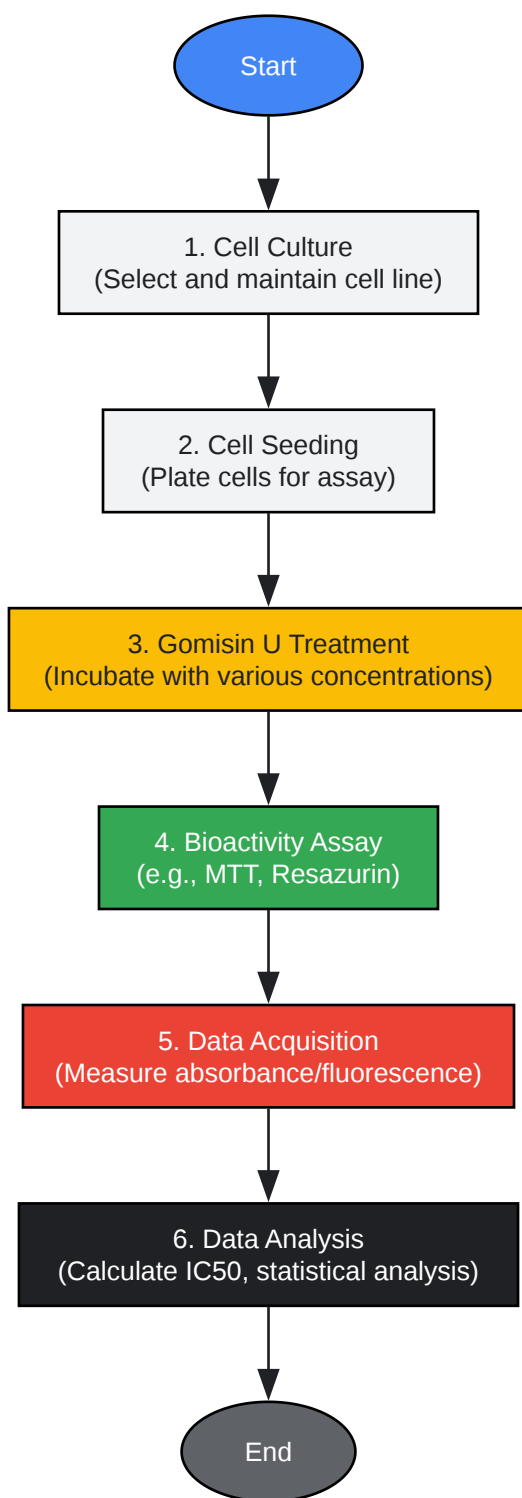 Start
1. Cell Culture
(Select and maintain cell line)
2. Cell Seeding
(Plate cells for assay)
3. Gomisin U Treatment
(Incubate with various concentrations)
4. Bioactivity Assay
(e.g., MTT, Resazurin)
5. Data Acquisition
(Measure absorbance/fluorescence)
6. Data Analysis
(Calculate IC50, statistical analysis)
End